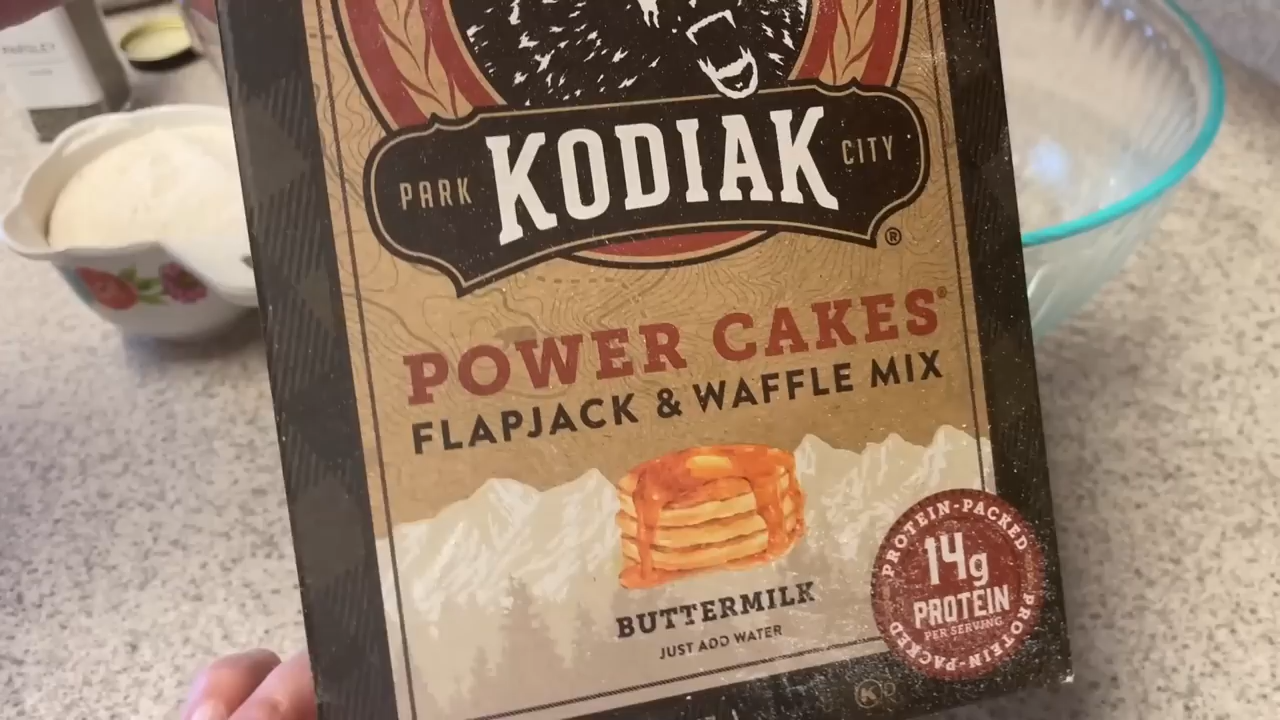 PARSLEY
PARK KODIAK CITY
®
POWER CAKES®
FLAPJACK & WAFFLE MIX
BUTTERMILK
JUST ADD WATER
PROTEIN-PACKED
14g
PROTEIN
PER SERVING
PROTEIN-PACKED
K D